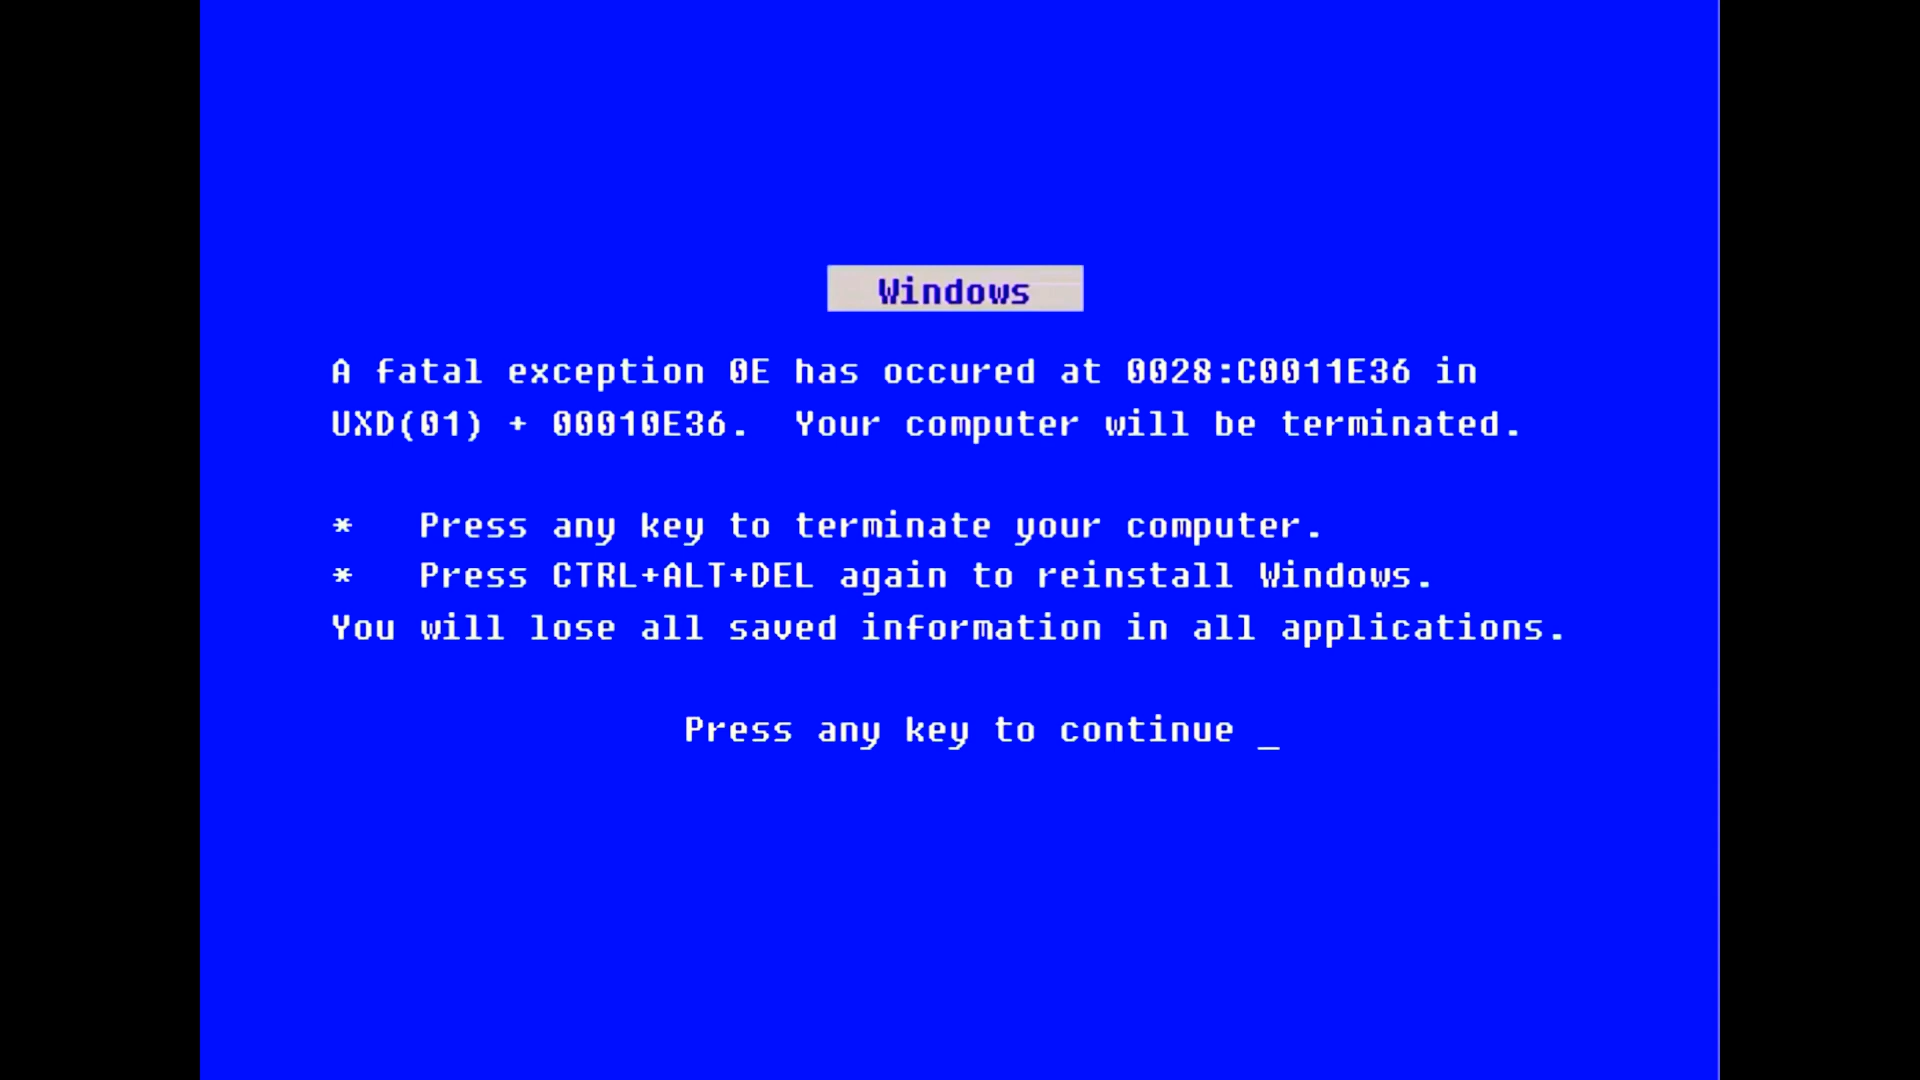 Windows
A fatal exception 0E has occured at 0028:C0011E36 in
UXD(01) + 00010E36.  Your computer will be terminated.
*   Press any key to terminate your computer.
*   Press CTRL+ALT+DEL again to reinstall Windows.
You will lose all saved information in all applications.
Press any key to continue _